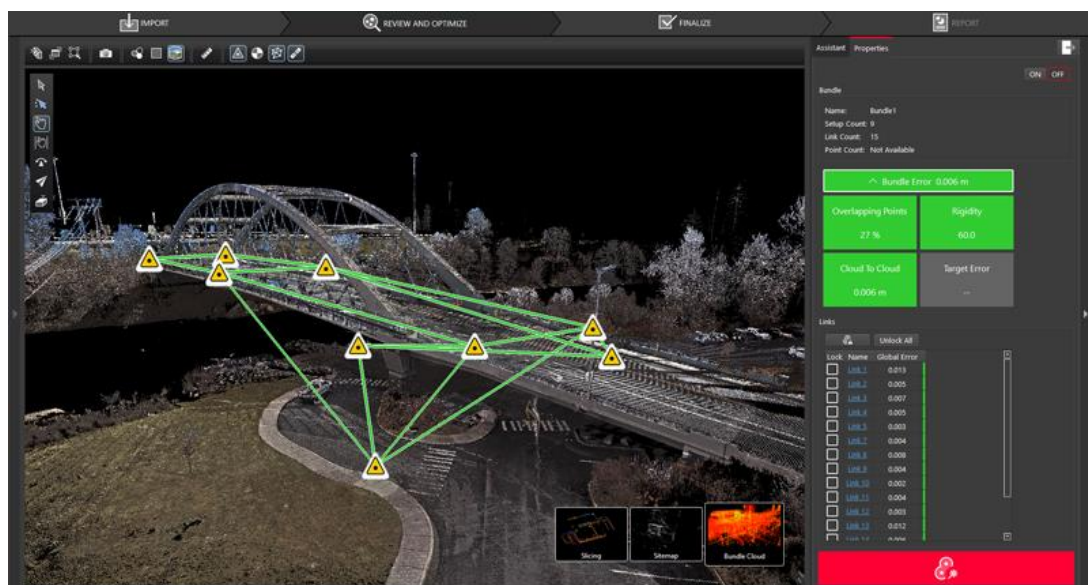 IMPORT
REVIEW AND OPTIMIZE
FINALIZE
REPORT
Assistant Properties
ON OFF
Bundle
Name: Bundle1
Setup Count: 9
Link Count: 15
Point Count: Not Available
Bundle Error 0.006 m
Overlapping Points Rigidity
27 % 60.0
Cloud To Cloud Target Error
0.006 m --
Links
Unlock All
Lock Name Global Error
Link 1 0.013
Link 2 0.005
Link 3 0.007
Link 4 0.005
Link 5 0.003
Link 7 0.004
Link 8 0.008
Link 9 0.004
Link 10 0.002
Link 11 0.004
Link 12 0.003
Link 13 0.012
Link 14 0.006
Slicing Sitemap Bundle Cloud